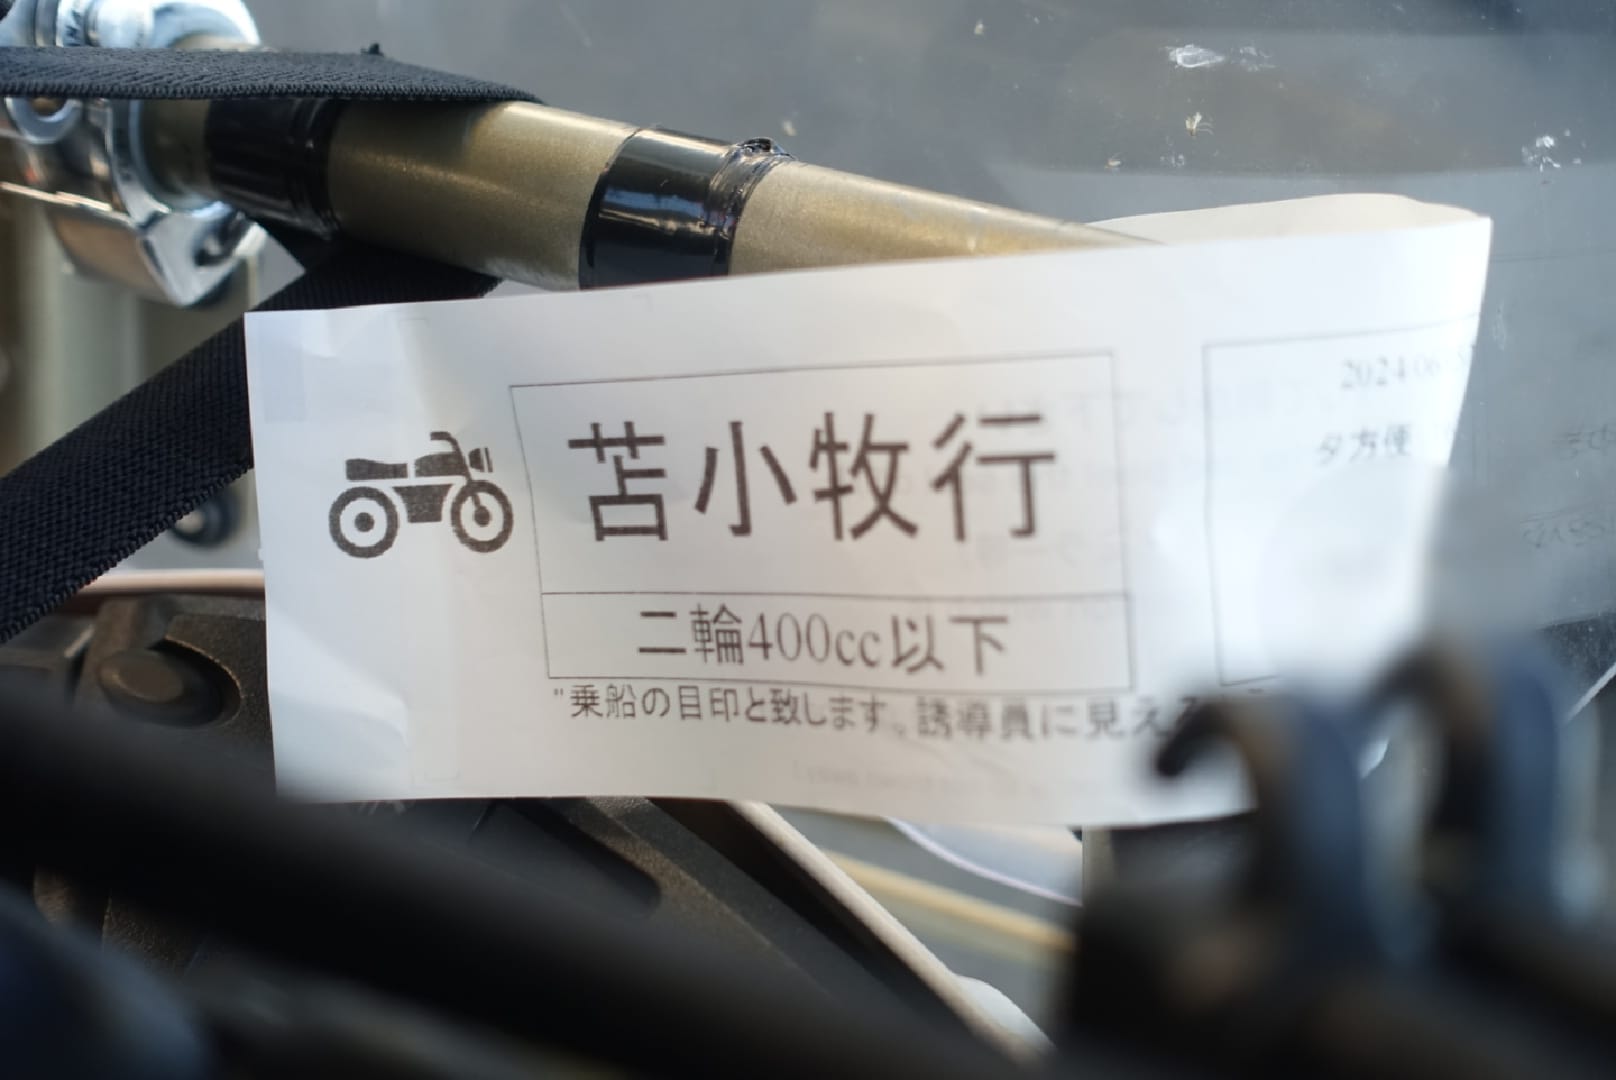 苫小牧行
二輪400cc以下
"乗船の目印と致します。誘導員に見え
2024 06
夕方便